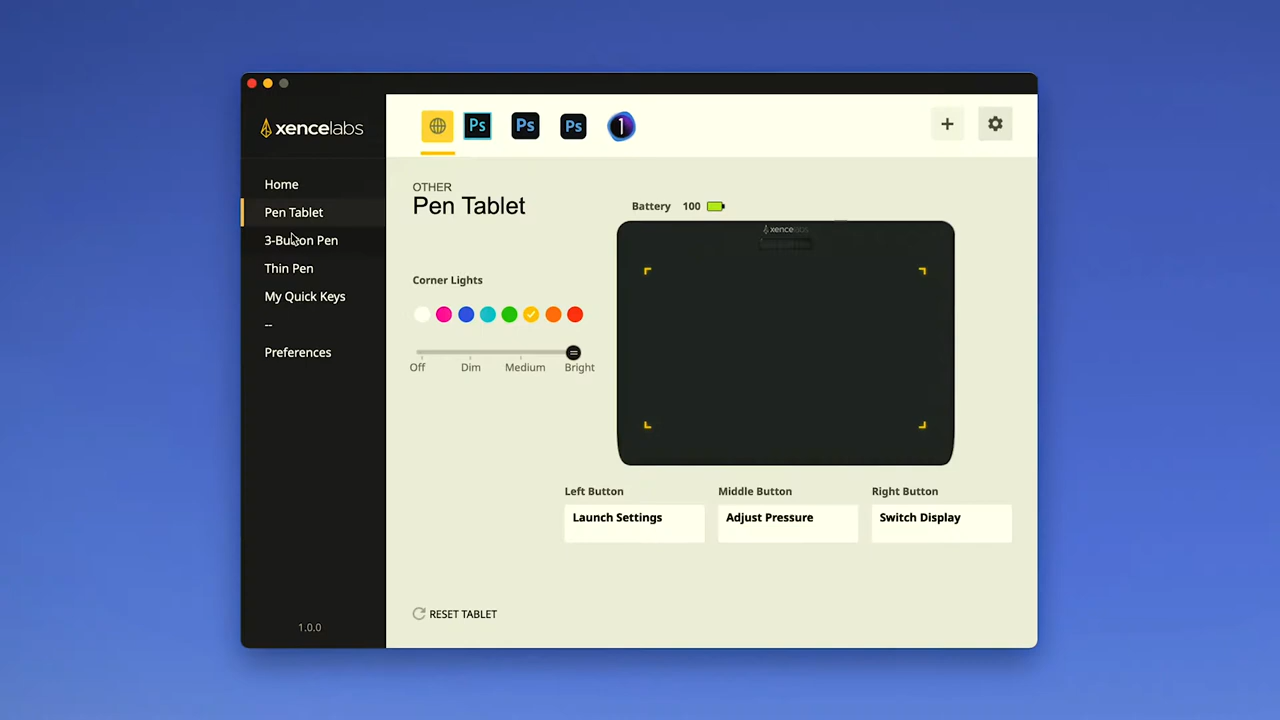 xencelabs
Ps
Ps
Ps
1
+
Home
Pen Tablet
3-Button Pen
Thin Pen
My Quick Keys
--
Preferences
1.0.0
OTHER
Pen Tablet
Battery 100
xencelabs
Corner Lights
Off Dim Medium Bright
Left Button Middle Button Right Button
Launch Settings Adjust Pressure Switch Display
RESET TABLET